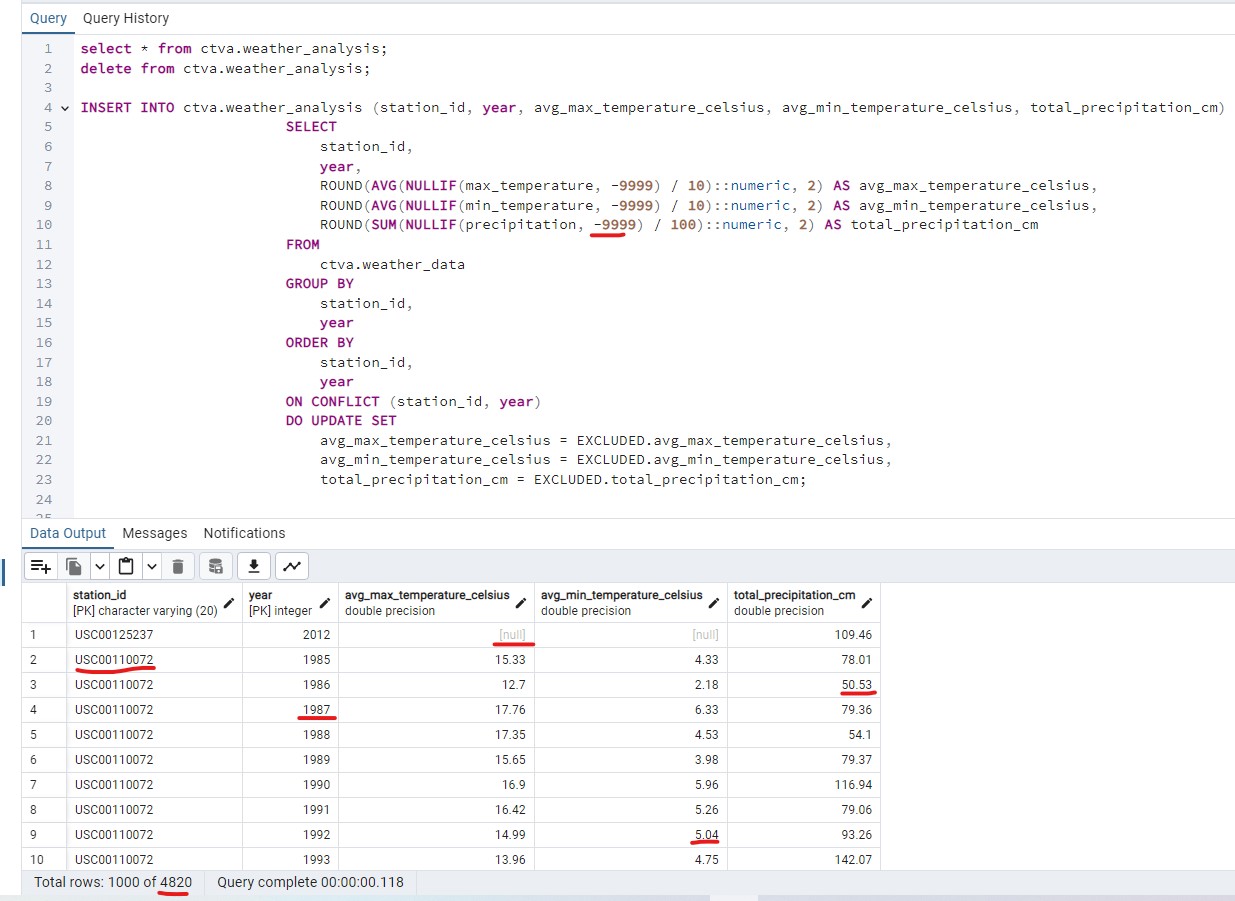 Query Query History
1 select * from ctva.weather_analysis;
2 delete from ctva.weather_analysis;
3
4 INSERT INTO ctva.weather_analysis (station_id, year, avg_max_temperature_celsius, avg_min_temperature_celsius, total_precipitation_cm)
5 SELECT
6 station_id,
7 year,
8 ROUND(AVG(NULLIF(max_temperature, -9999) / 10)::numeric, 2) AS avg_max_temperature_celsius,
9 ROUND(AVG(NULLIF(min_temperature, -9999) / 10)::numeric, 2) AS avg_min_temperature_celsius,
10 ROUND(SUM(NULLIF(precipitation, -9999) / 100)::numeric, 2) AS total_precipitation_cm
11 FROM
12 ctva.weather_data
13 GROUP BY
14 station_id,
15 year
16 ORDER BY
17 station_id,
18 year
19 ON CONFLICT (station_id, year)
20 DO UPDATE SET
21 avg_max_temperature_celsius = EXCLUDED.avg_max_temperature_celsius,
22 avg_min_temperature_celsius = EXCLUDED.avg_min_temperature_celsius,
23 total_precipitation_cm = EXCLUDED.total_precipitation_cm;
24
25
Data Output Messages Notifications
station_id year avg_max_temperature_celsius avg_min_temperature_celsius total_precipitation_cm
[PK] character varying (20) [PK] integer double precision double precision double precision
1 USC00125237 2012 [null] [null] 109.46
2 USC00110072 1985 15.33 4.33 78.01
3 USC00110072 1986 12.7 2.18 50.53
4 USC00110072 1987 17.76 6.33 79.36
5 USC00110072 1988 17.35 4.53 54.1
6 USC00110072 1989 15.65 3.98 79.37
7 USC00110072 1990 16.9 5.96 116.94
8 USC00110072 1991 16.42 5.26 79.06
9 USC00110072 1992 14.99 5.04 93.26
10 USC00110072 1993 13.96 4.75 142.07
Total rows: 1000 of 4820 Query complete 00:00:00.118